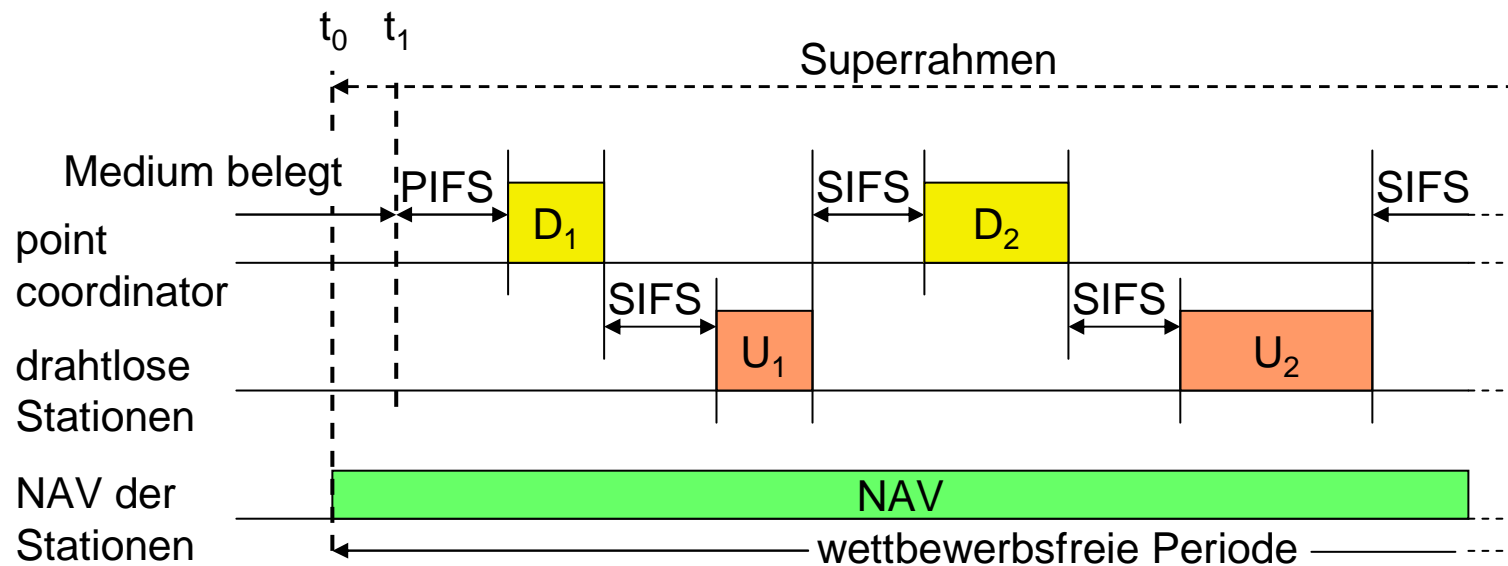 t₀ t₁
Superrahmen
Medium belegt
PIFS
SIFS
SIFS
D₁
D₂
point
coordinator
SIFS
SIFS
U₁
U₂
drahtlose
Stationen
NAV der
Stationen
NAV
wettbewerbsfreie Periode